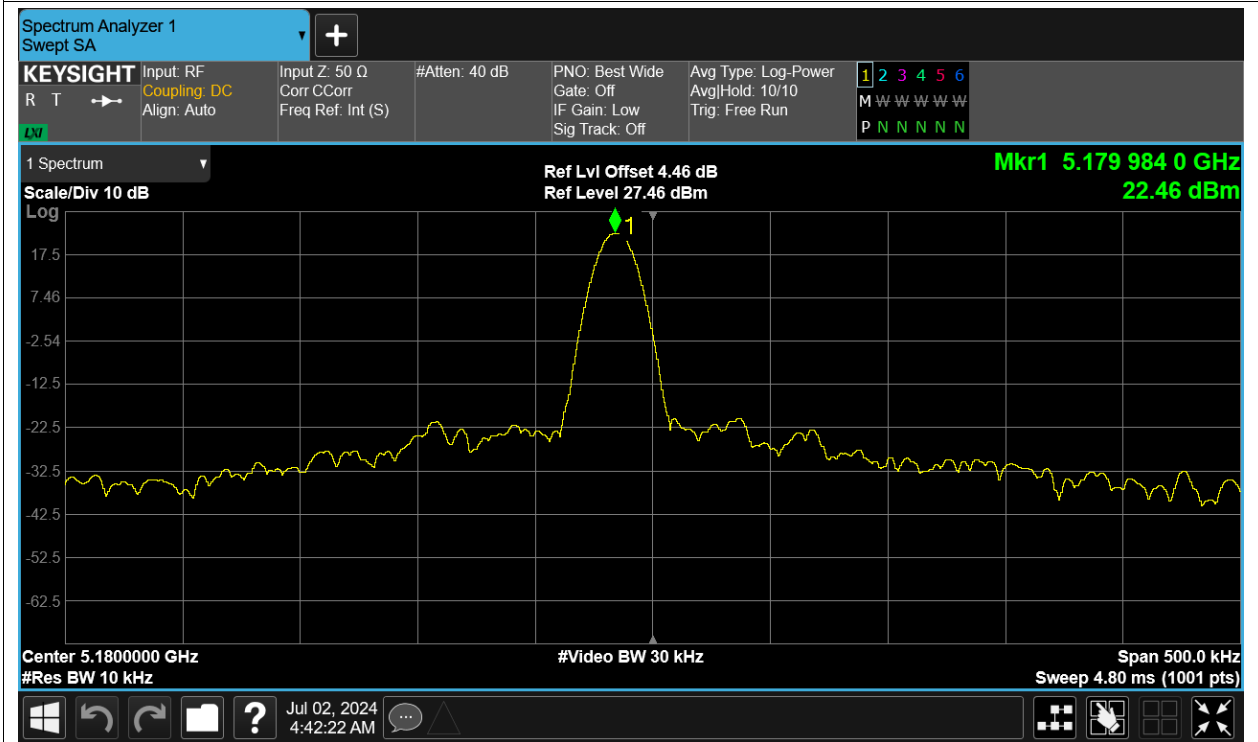 Spectrum Analyzer 1
Swept SA
+
KEYSIGHT
R T
LXI
Input: RF
Coupling: DC
Align: Auto
Input Z: 50 Ω
Corr CCorr
Freq Ref: Int (S)
#Atten: 40 dB
PNO: Best Wide
Gate: Off
IF Gain: Low
Sig Track: Off
Avg Type: Log-Power
Avg|Hold: 10/10
Trig: Free Run
1 2 3 4 5 6
M W W W W W
P N N N N N
1 Spectrum
Scale/Div 10 dB
Log
Ref Lvl Offset 4.46 dB
Ref Level 27.46 dBm
Mkr1 5.179 984 0 GHz
22.46 dBm
1
17.5
7.46
-2.54
-12.5
-22.5
-32.5
-42.5
-52.5
-62.5
Center 5.1800000 GHz
#Res BW 10 kHz
#Video BW 30 kHz
Span 500.0 kHz
Sweep 4.80 ms (1001 pts)
?
Jul 02, 2024
4:42:22 AM